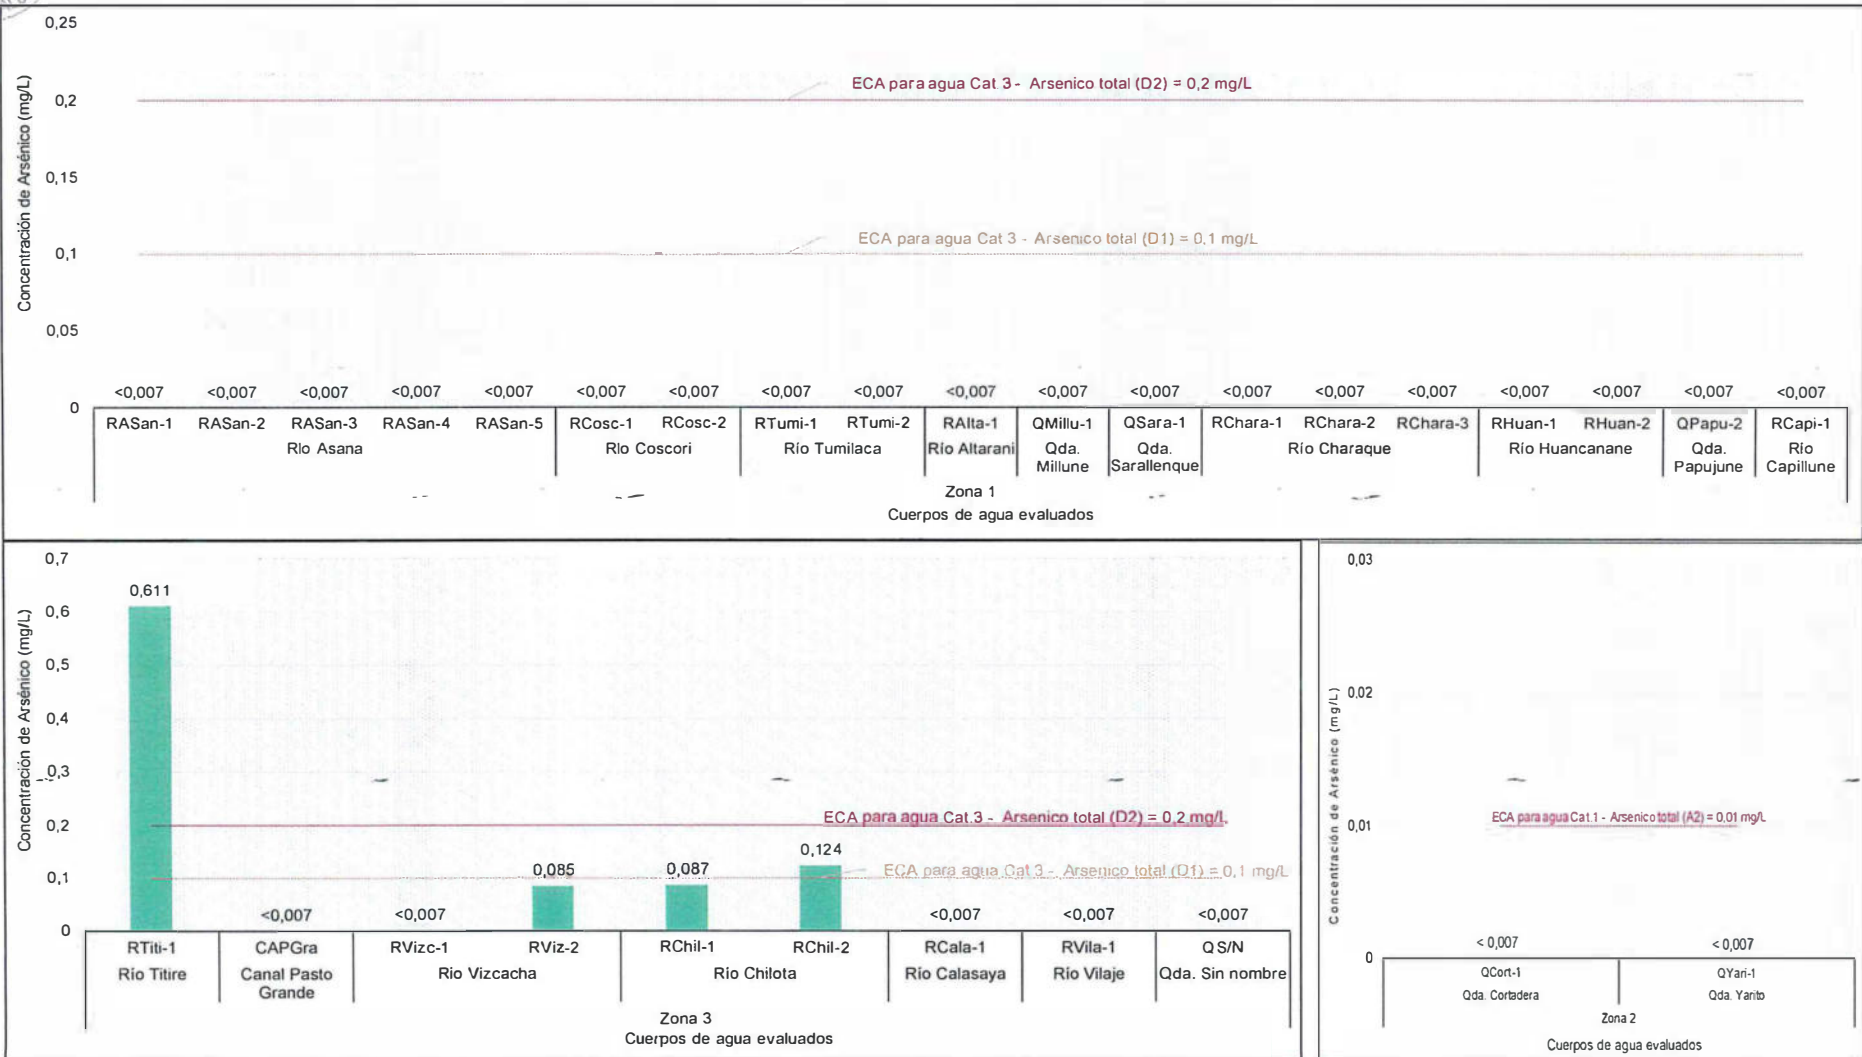 0,25
0,2
0,15
0,1
0,05
0
Concentración de Arsénico (mg/L)
ECA para agua Cat 3 - Arsenico total (D2) = 0,2 mg/L
ECA para agua Cat 3 - Arsenico total (D1) = 0,1 mg/L
<0,007 <0,007 <0,007 <0,007 <0,007 <0,007 <0,007 <0,007 <0,007 <0,007 <0,007 <0,007 <0,007 <0,007 <0,007 <0,007 <0,007 <0,007 <0,007
RASan-1 RASan-2 RASan-3 RASan-4 RASan-5 RCosc-1 RCosc-2 RTumi-1 RTumi-2 RAlta-1 QMillu-1 QSara-1 RChara-1 RChara-2 RChara-3 RHuan-1 RHuan-2 QPapu-2 RCapi-1
Río Asana Río Coscori Río Tumilaca Río Altarani Qda. Millune Qda. Sarallenque Río Charaque Río Huancanane Qda. Papujune Río Capillune
Zona 1
Cuerpos de agua evaluados
0,7
0,6
0,5
0,4
0,3
0,2
0,1
0
Concentración de Arsénico (mg/L)
0,611 <0,007 <0,007 0,085 0,087 0,124 <0,007 <0,007 <0,007
ECA para agua Cat.3 - Arsenico total (D2) = 0,2 mg/L
ECA para agua Cat 3 - Arsenico total (D1) = 0,1 mg/L
RTiti-1 CAPGra RVizc-1 RViz-2 RChil-1 RChil-2 RCala-1 RVila-1 Q S/N
Río Titire Canal Pasto Grande Rio Vizcacha Río Chilota Río Calasaya Río Vilaje Qda. Sin nombre
Zona 3
Cuerpos de agua evaluados
0,03
0,02
0,01
0
Concentración de Arsénico (mg/L)
ECA para agua Cat.1 - Arsenico total (A2) = 0,01 mg/L
< 0,007 < 0,007
QCort-1 QYari-1
Qda. Cortadera Qda. Yarito
Zona 2
Cuerpos de agua evaluados